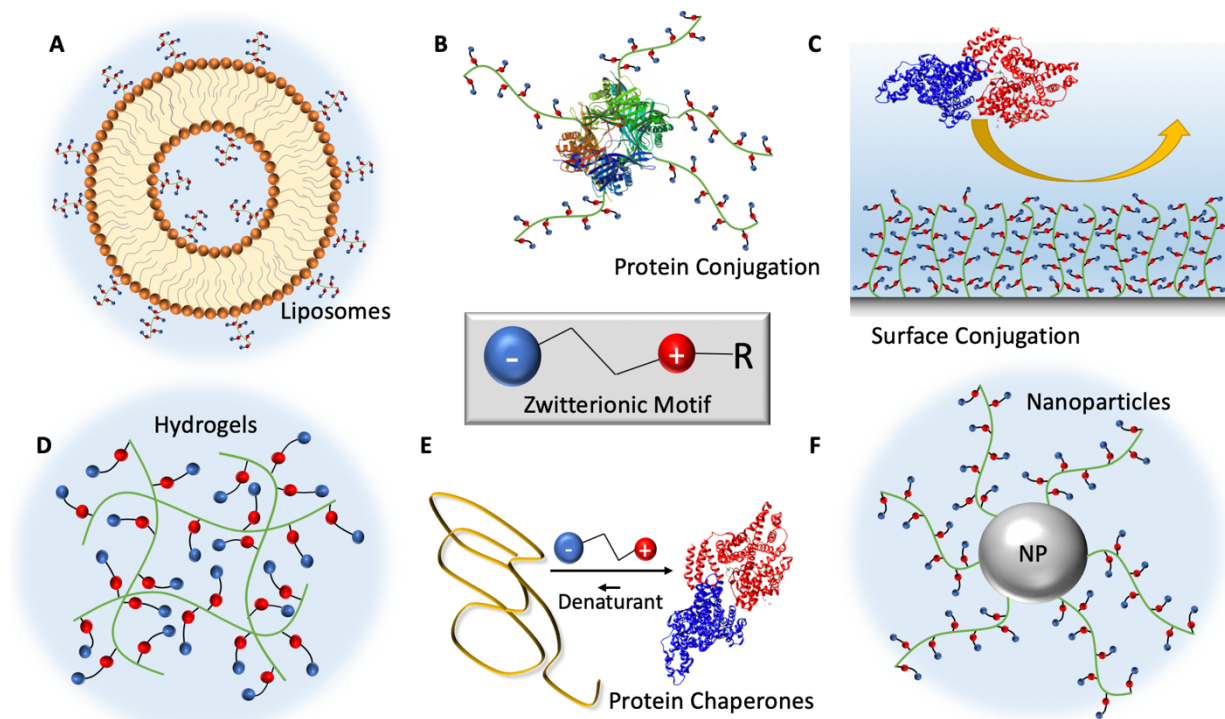 A
Liposomes
B
Protein Conjugation
C
Surface Conjugation
-
+
R
Zwitterionic Motif
D
Hydrogels
E
-
+
Denaturant
Protein Chaperones
F
Nanoparticles
NP